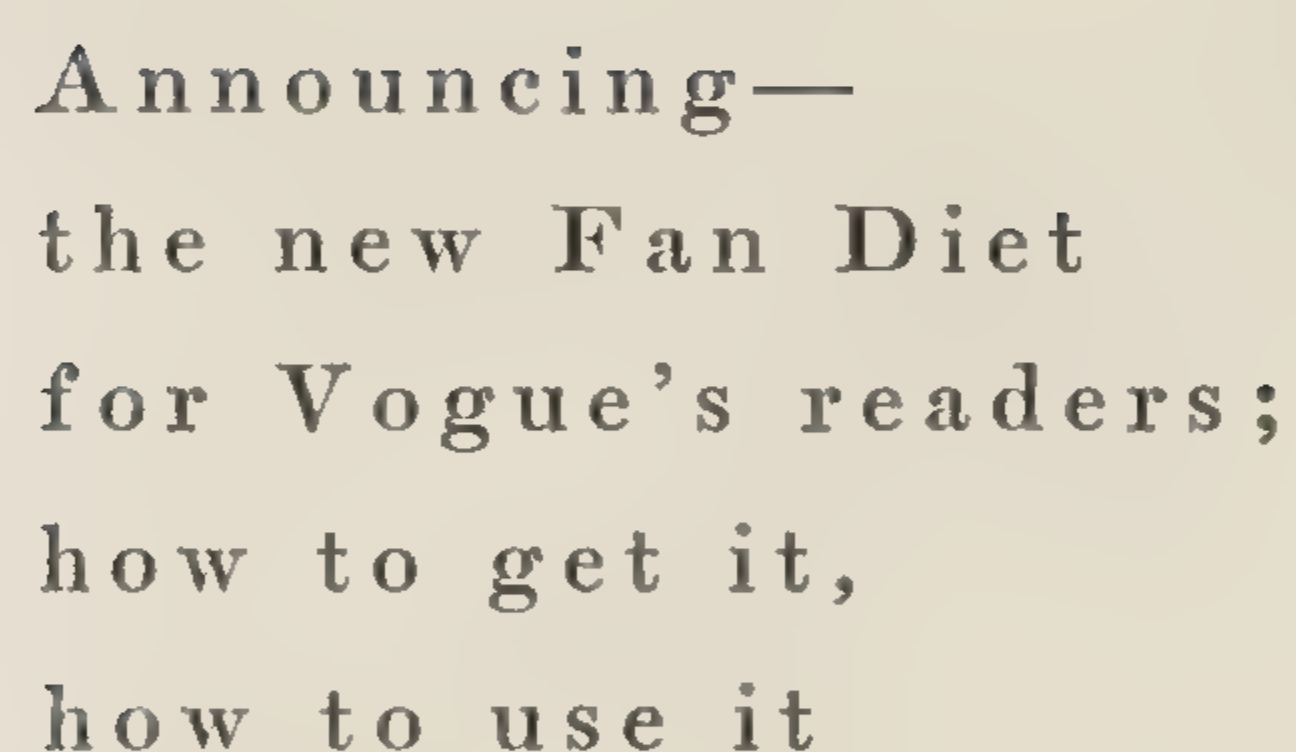 Announcing—
the new Fan Diet
for Vogue’s readers;
how to get it,
how to use it